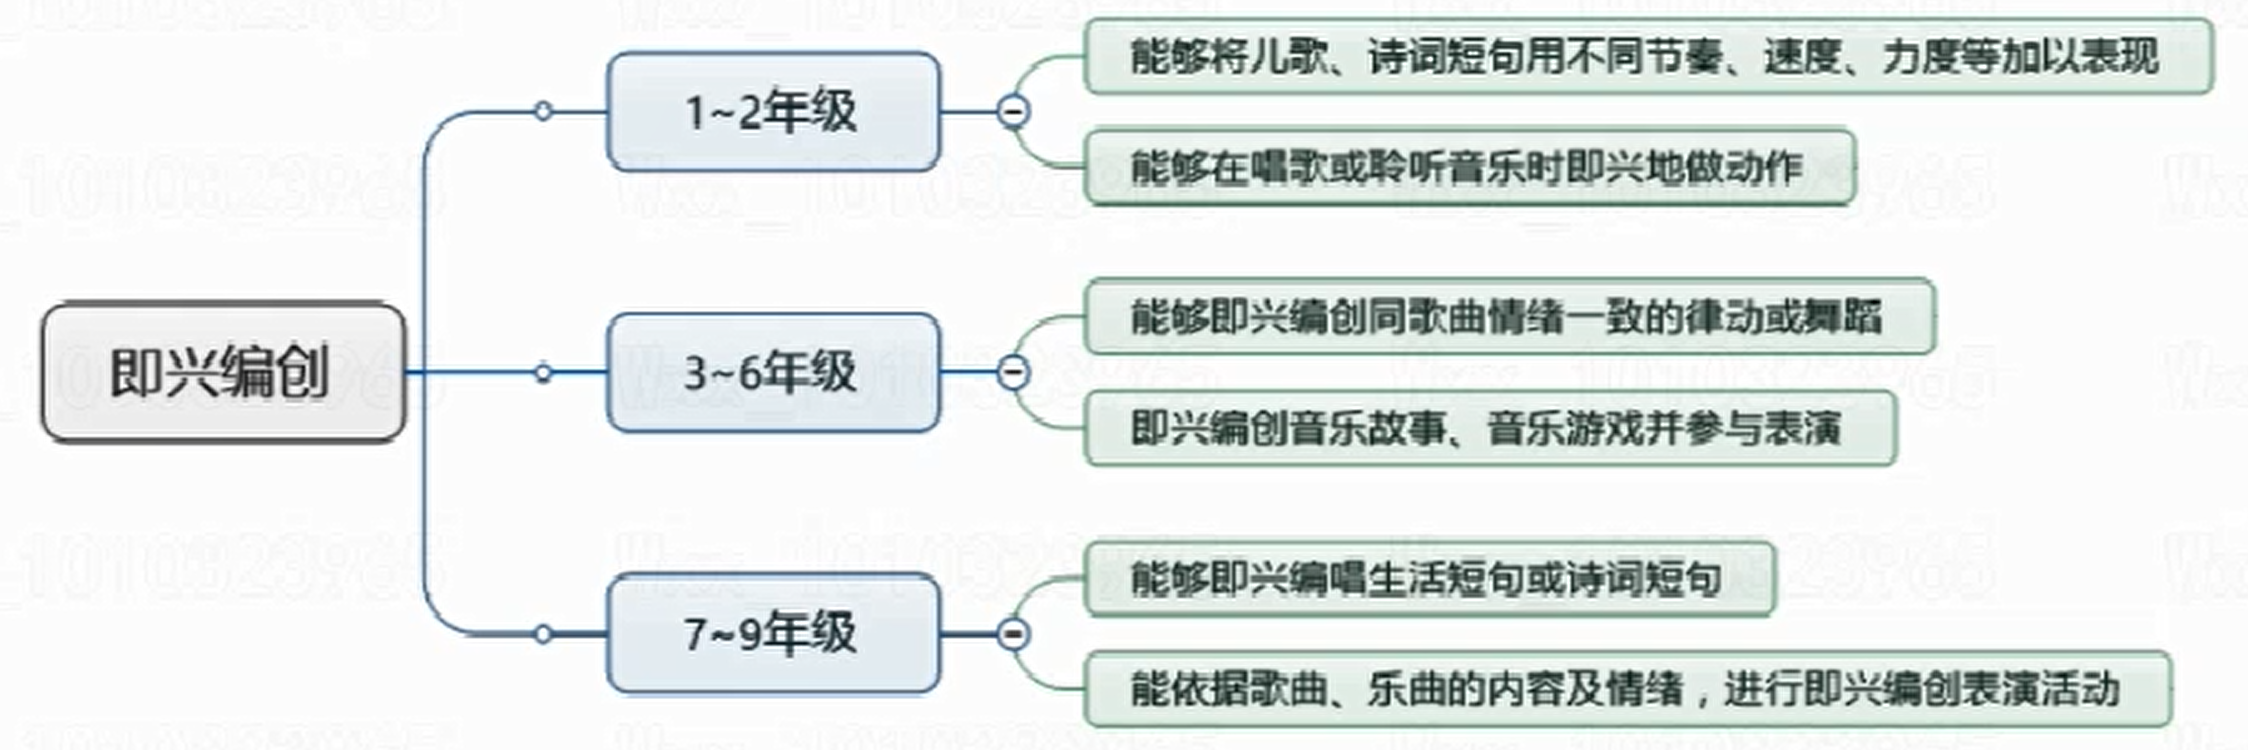 即兴编创
1~2年级
能够将儿歌、诗词短句用不同节奏、速度、力度等加以表现
能够在唱歌或聆听音乐时即兴地做动作
3~6年级
能够即兴编创同歌曲情绪一致的律动或舞蹈
即兴编创音乐故事、音乐游戏并参与表演
7~9年级
能够即兴编唱生活短句或诗词短句
能依据歌曲、乐曲的内容及情绪，进行即兴编创表演活动